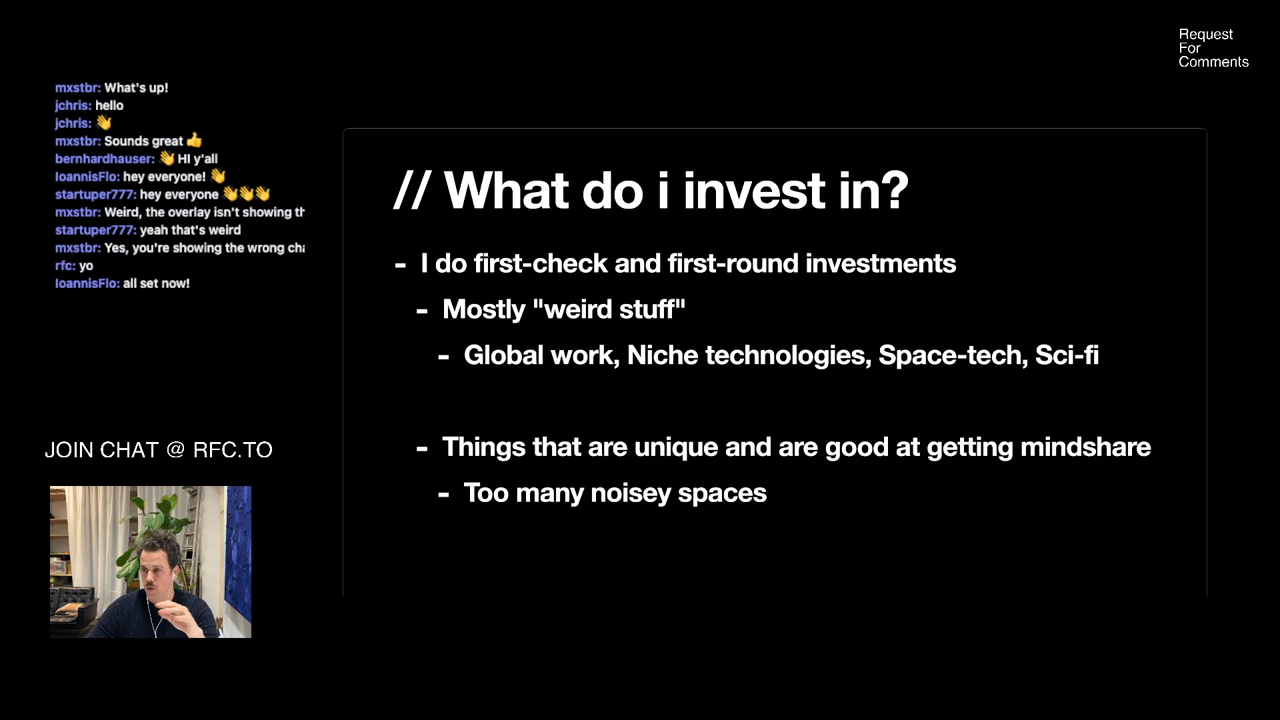 Request
For
Comments
mxstbr: What's up!
jchris: hello
jchris: 👋
mxstbr: Sounds great 👍
bernhardhauser: 👋 HI y'all
IoannisFlo: hey everyone! 👋
startuper777: hey everyone 👋👋👋
mxstbr: Weird, the overlay isn't showing th
startuper777: yeah that's weird
mxstbr: Yes, you're showing the wrong cha
rfc: yo
IoannisFlo: all set now!
// What do i invest in?
- I do first-check and first-round investments
- Mostly "weird stuff"
- Global work, Niche technologies, Space-tech, Sci-fi
- Things that are unique and are good at getting mindshare
- Too many noisey spaces
JOIN CHAT @ RFC.TO